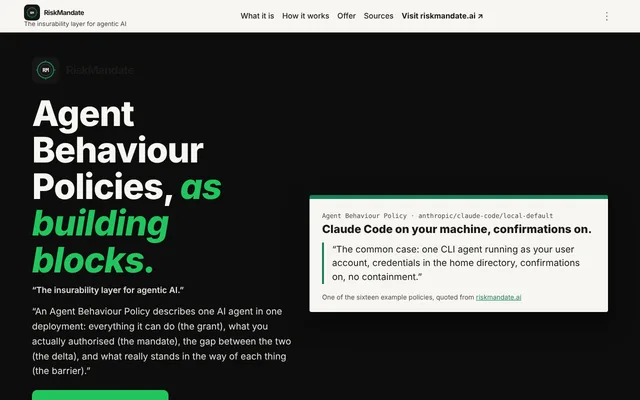 RiskMandate
The insurability layer for agentic AI
What it is How it works Offer Sources Visit riskmandate.ai ↗
RM RiskMandate
Agent
Behaviour
Policies, as
building
blocks.
“The insurability layer for agentic AI.”
“An Agent Behaviour Policy describes one AI agent in one
deployment: everything it can do (the grant), what you
actually authorised (the mandate), the gap between the two
(the delta), and what really stands in the way of each thing
(the barrier).”
Agent Behaviour Policy · anthropic/claude-code/local-default
Claude Code on your machine, confirmations on.
“The common case: one CLI agent running as your user
account, credentials in the home directory, confirmations
on, no containment.”
One of the sixteen example policies, quoted from riskmandate.ai